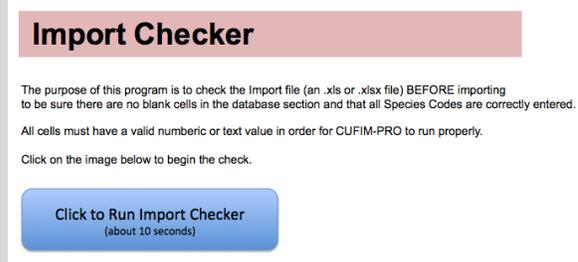 Import Checker
The purpose of this program is to check the Import file (an .xls or .xlsx file) BEFORE importing
to be sure there are no blank cells in the database section and that all Species Codes are correctly entered.
All cells must have a valid numberic or text value in order for CUFIM-PRO to run properly.
Click on the image below to begin the check.
Click to Run Import Checker
(about 10 seconds)